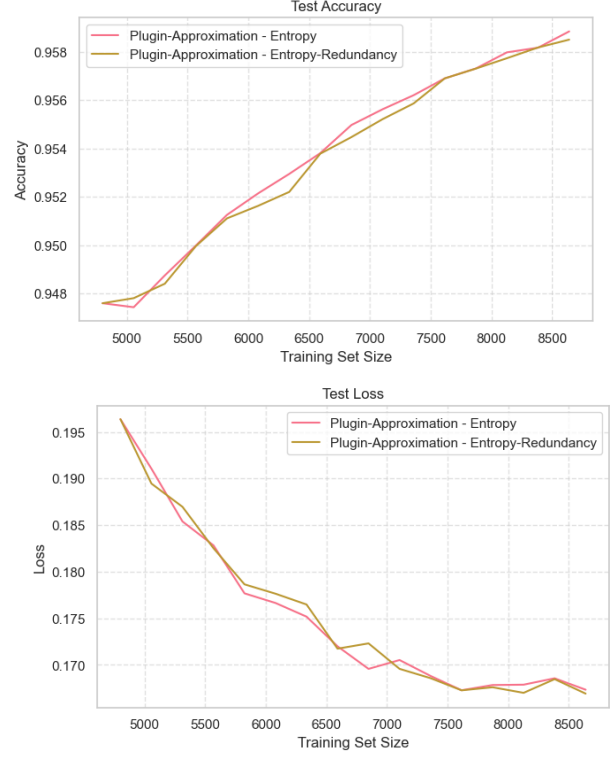 Test Accuracy
Plugin-Approximation - Entropy
Plugin-Approximation - Entropy-Redundancy
0.958
0.956
0.954
0.952
0.950
0.948
Accuracy
5000 5500 6000 6500 7000 7500 8000 8500
Training Set Size
Test Loss
Plugin-Approximation - Entropy
Plugin-Approximation - Entropy-Redundancy
0.195
0.190
0.185
0.180
0.175
0.170
Loss
5000 5500 6000 6500 7000 7500 8000 8500
Training Set Size